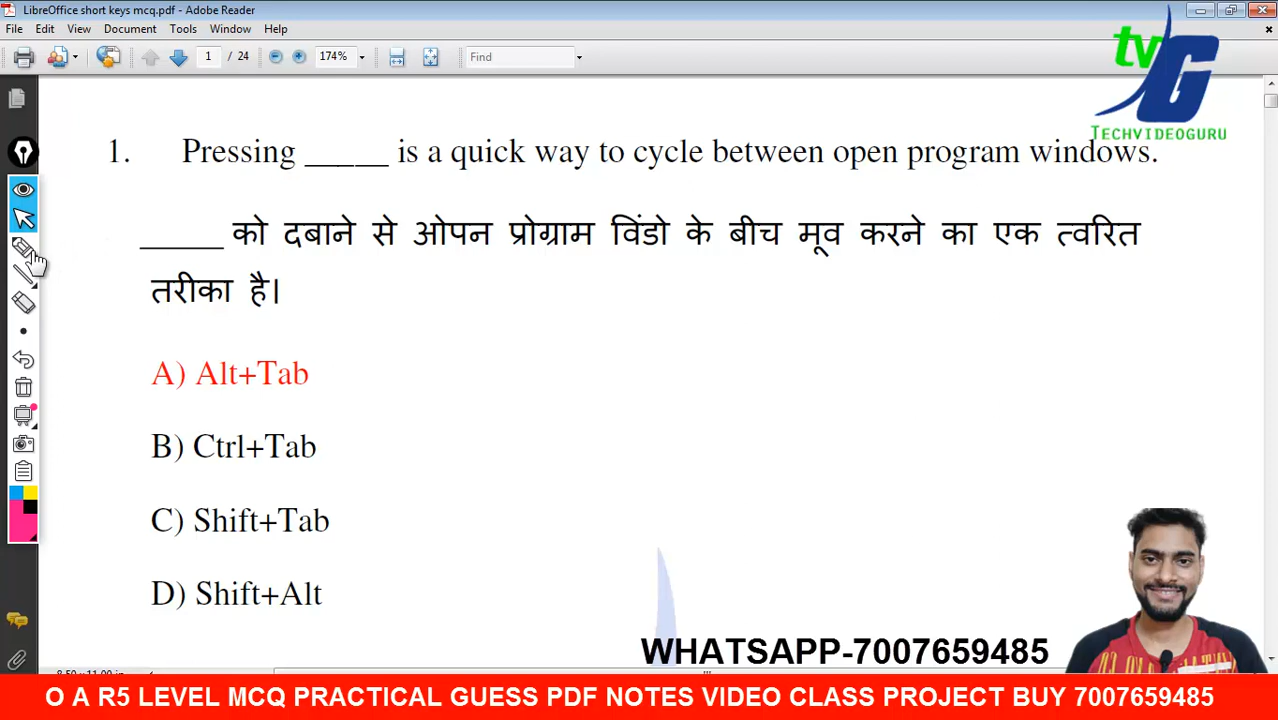 LibreOffice short keys mcq.pdf - Adobe Reader
File Edit View Document Tools Window Help
1 / 24 174% Find
tv G
TECHVIDEOGURU
1. Pressing _____ is a quick way to cycle between open program windows.
_____ को दबाने से ओपन प्रोग्राम विंडो के बीच मूव करने का एक त्वरित
तरीका है।
A) Alt+Tab
B) Ctrl+Tab
C) Shift+Tab
D) Shift+Alt
WHATSAPP-7007659485
O A R5 LEVEL MCQ PRACTICAL GUESS PDF NOTES VIDEO CLASS PROJECT BUY 7007659485